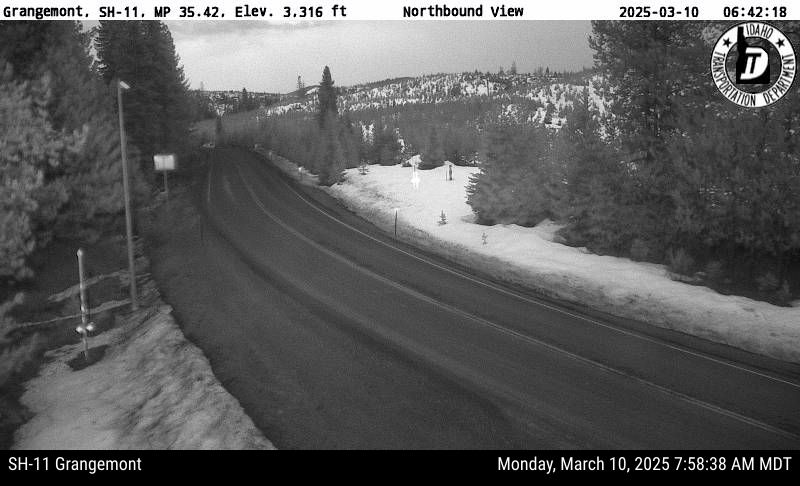 Grangemont, SH-11, MP 35.42, Elev. 3,316 ft Northbound View 2025-03-10 06:42:18
IDAHO
TRANSPORTATION DEPARTMENT
SH-11 Grangemont Monday, March 10, 2025 7:58:38 AM MDT